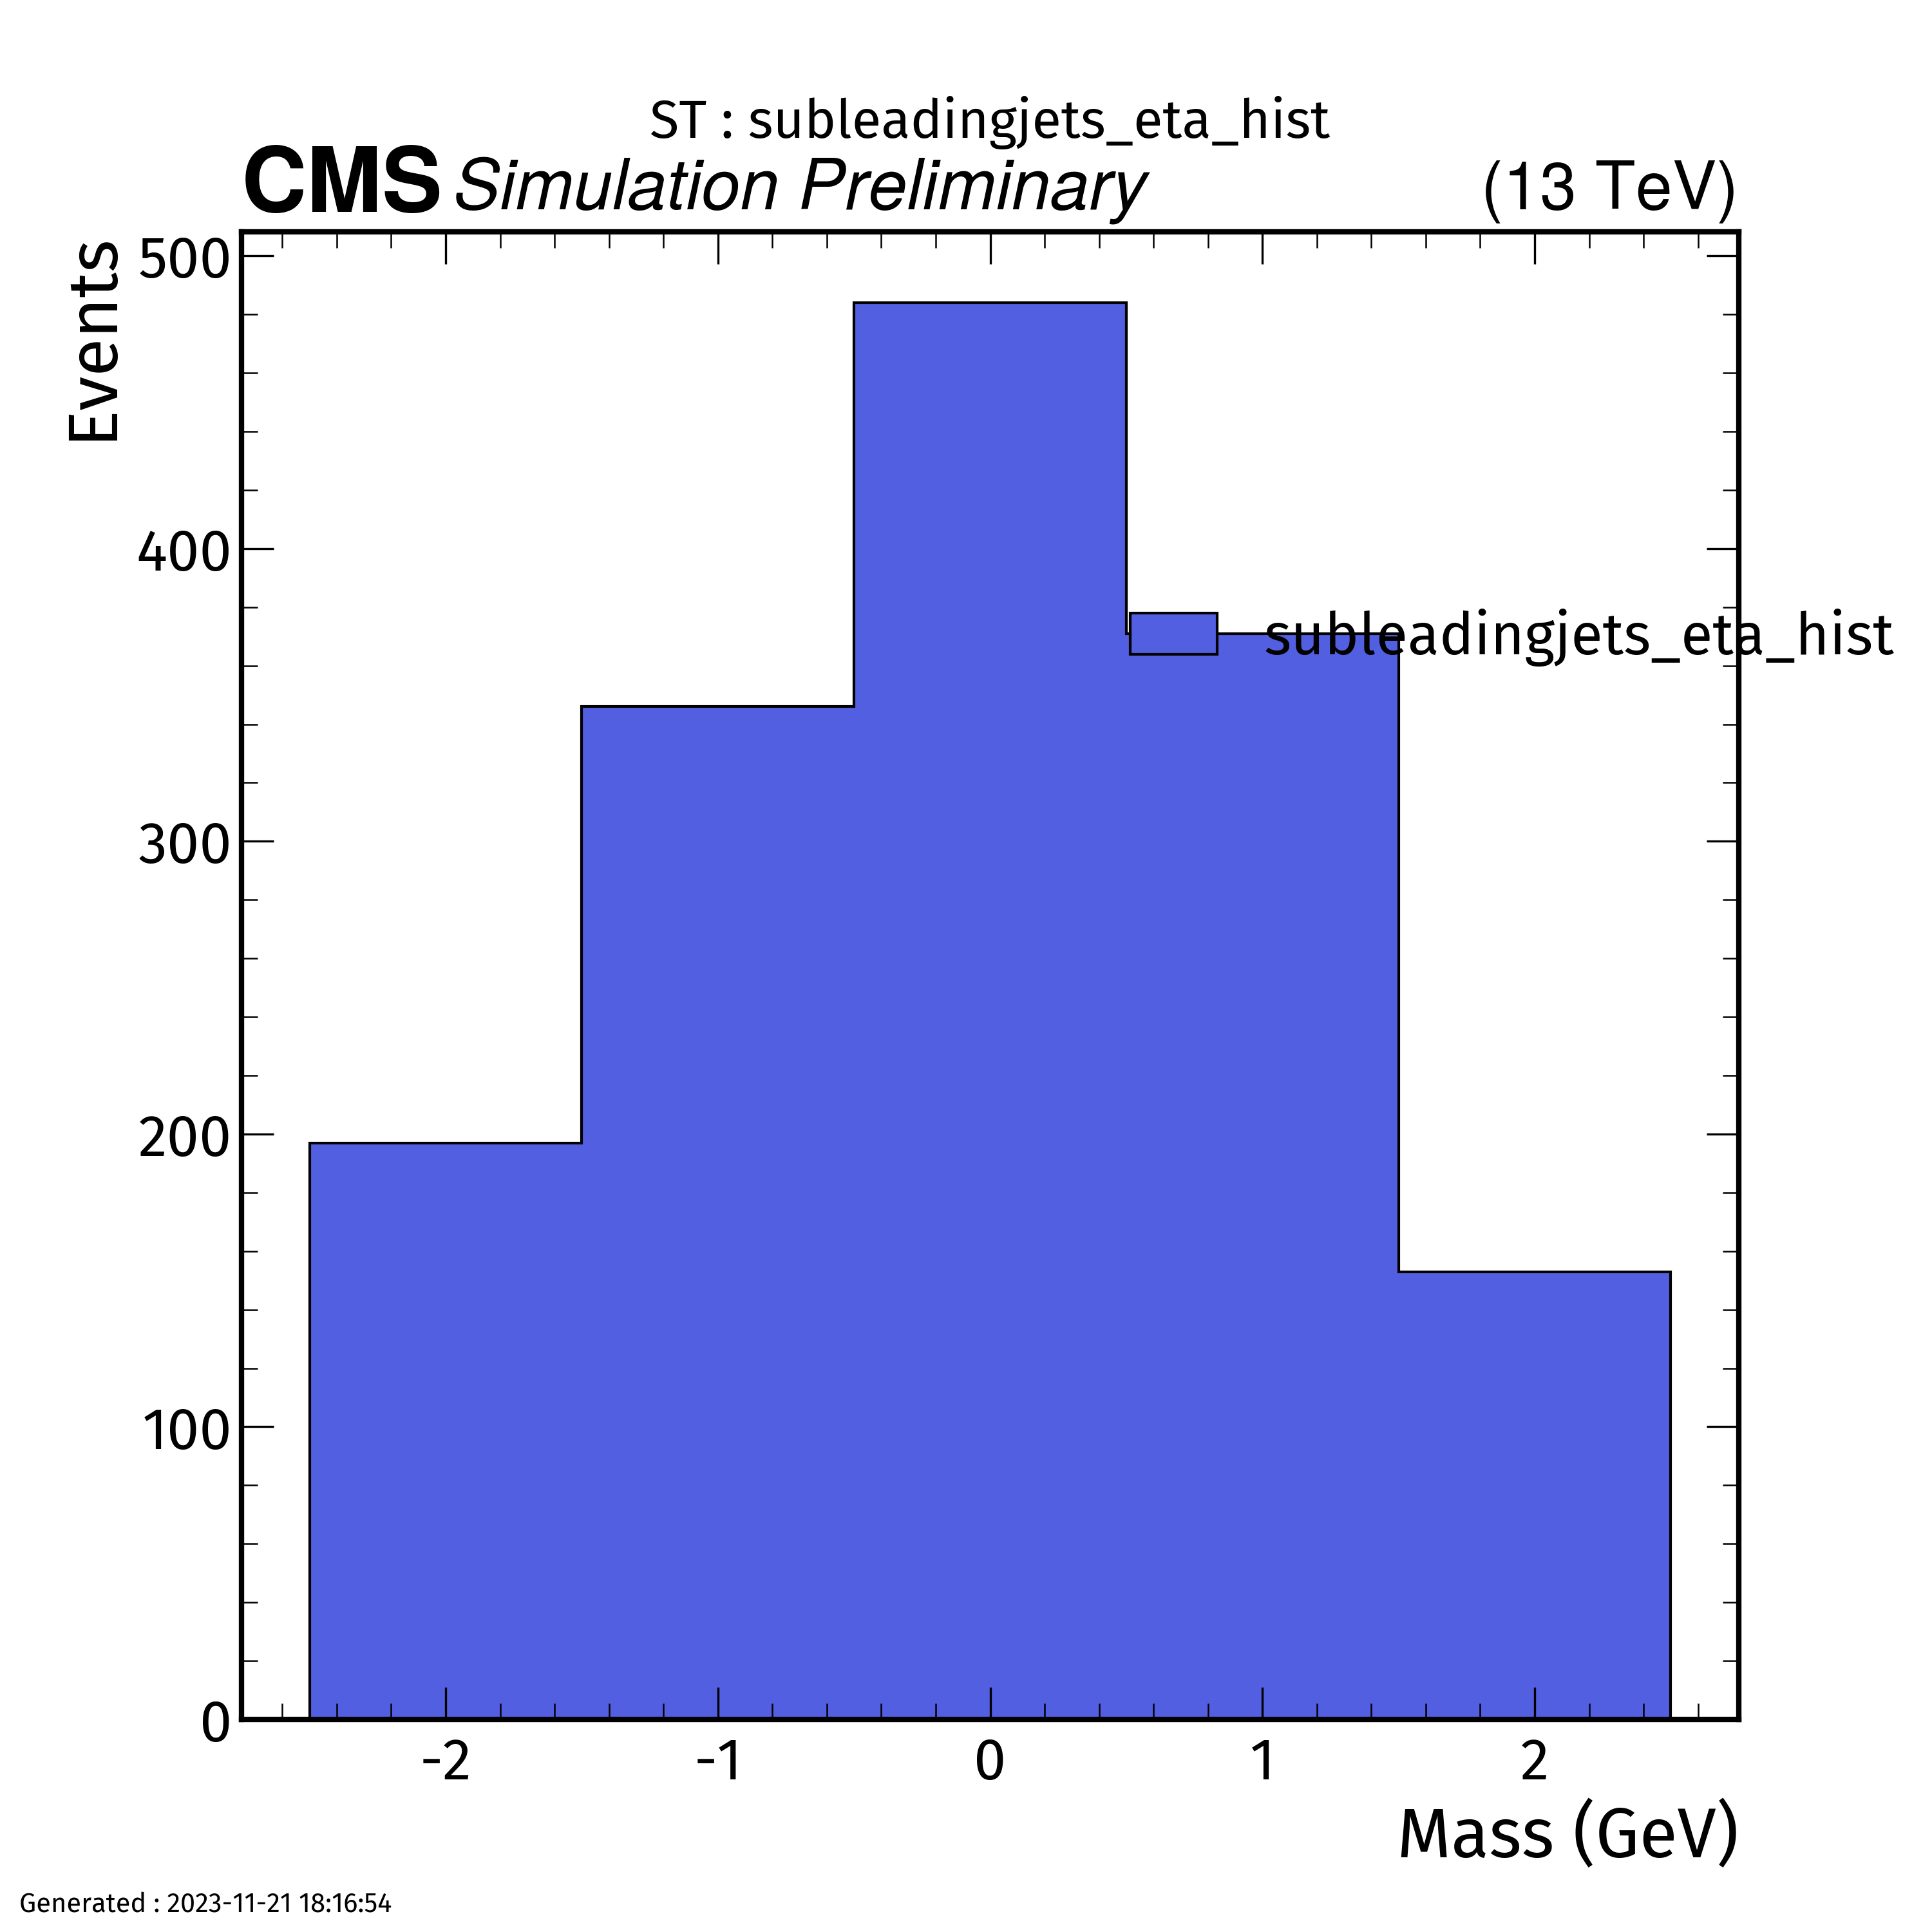 ST : subleadingjets_eta_hist
CMS Simulation Preliminary (13 TeV)
Events
500
400
subleadingjets_eta_hist
300
200
100
0
-2 -1 0 1 2
Mass (GeV)
Generated : 2023-11-21 18:16:54